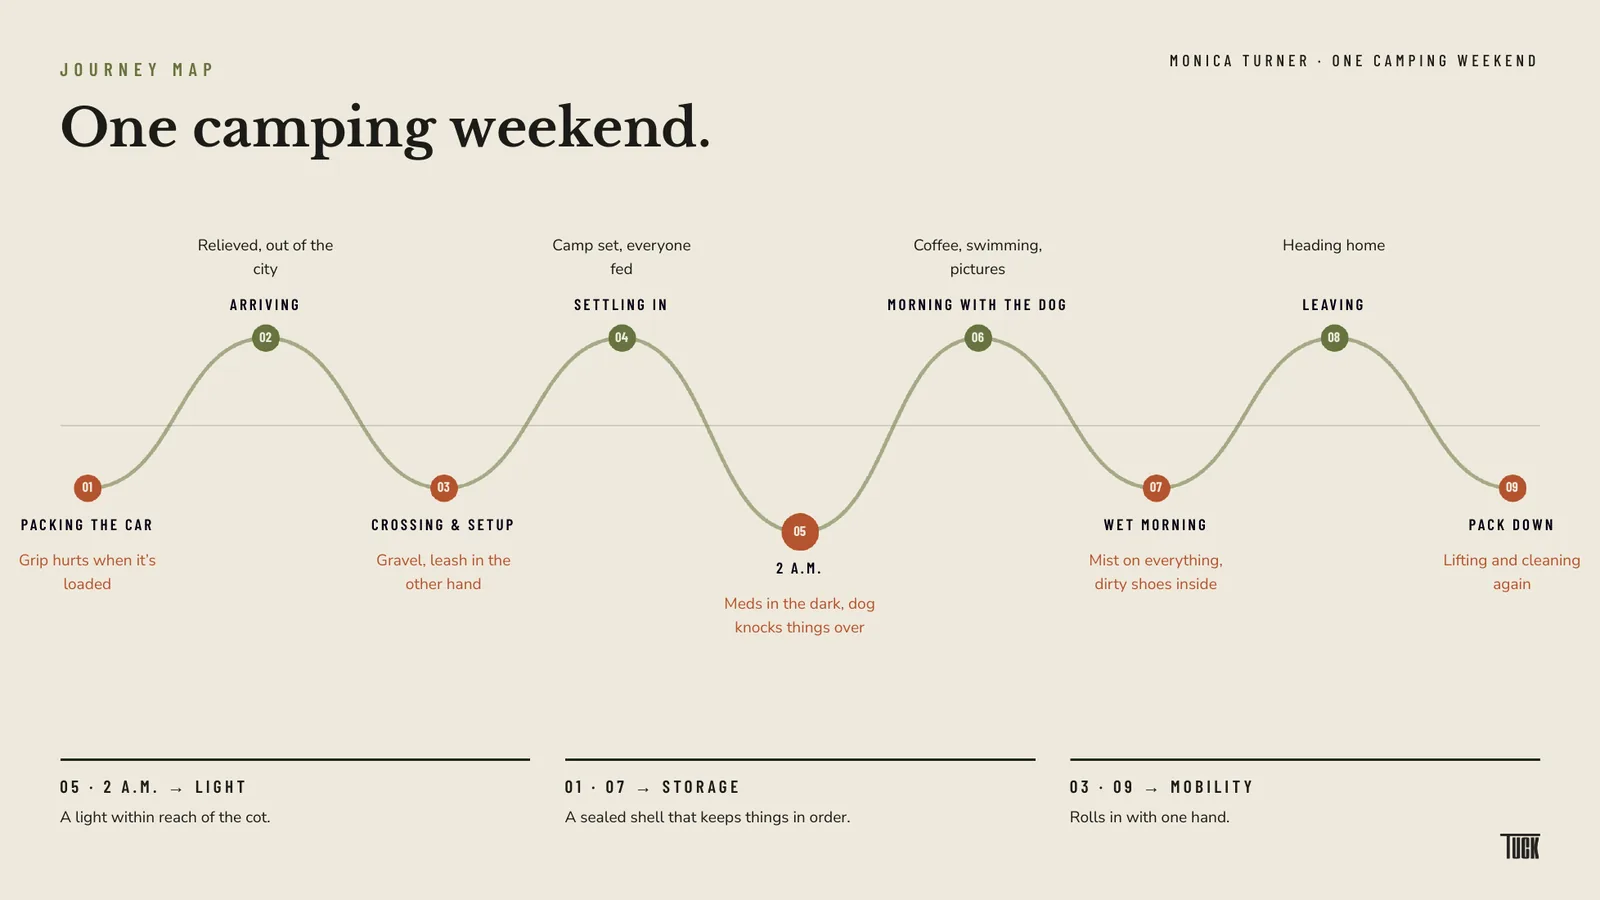 JOURNEY MAP
MONICA TURNER · ONE CAMPING WEEKEND
One camping weekend.
Relieved, out of the
city
ARRIVING
02
Camp set, everyone
fed
SETTLING IN
04
Coffee, swimming,
pictures
MORNING WITH THE DOG
06
Heading home
LEAVING
08
01
PACKING THE CAR
Grip hurts when it’s
loaded
03
CROSSING & SETUP
Gravel, leash in the
other hand
05
2 A.M.
Meds in the dark, dog
knocks things over
07
WET MORNING
Mist on everything,
dirty shoes inside
09
PACK DOWN
Lifting and cleaning
again
05 · 2 A.M. → LIGHT
A light within reach of the cot.
01 · 07 → STORAGE
A sealed shell that keeps things in order.
03 · 09 → MOBILITY
Rolls in with one hand.
TUCK